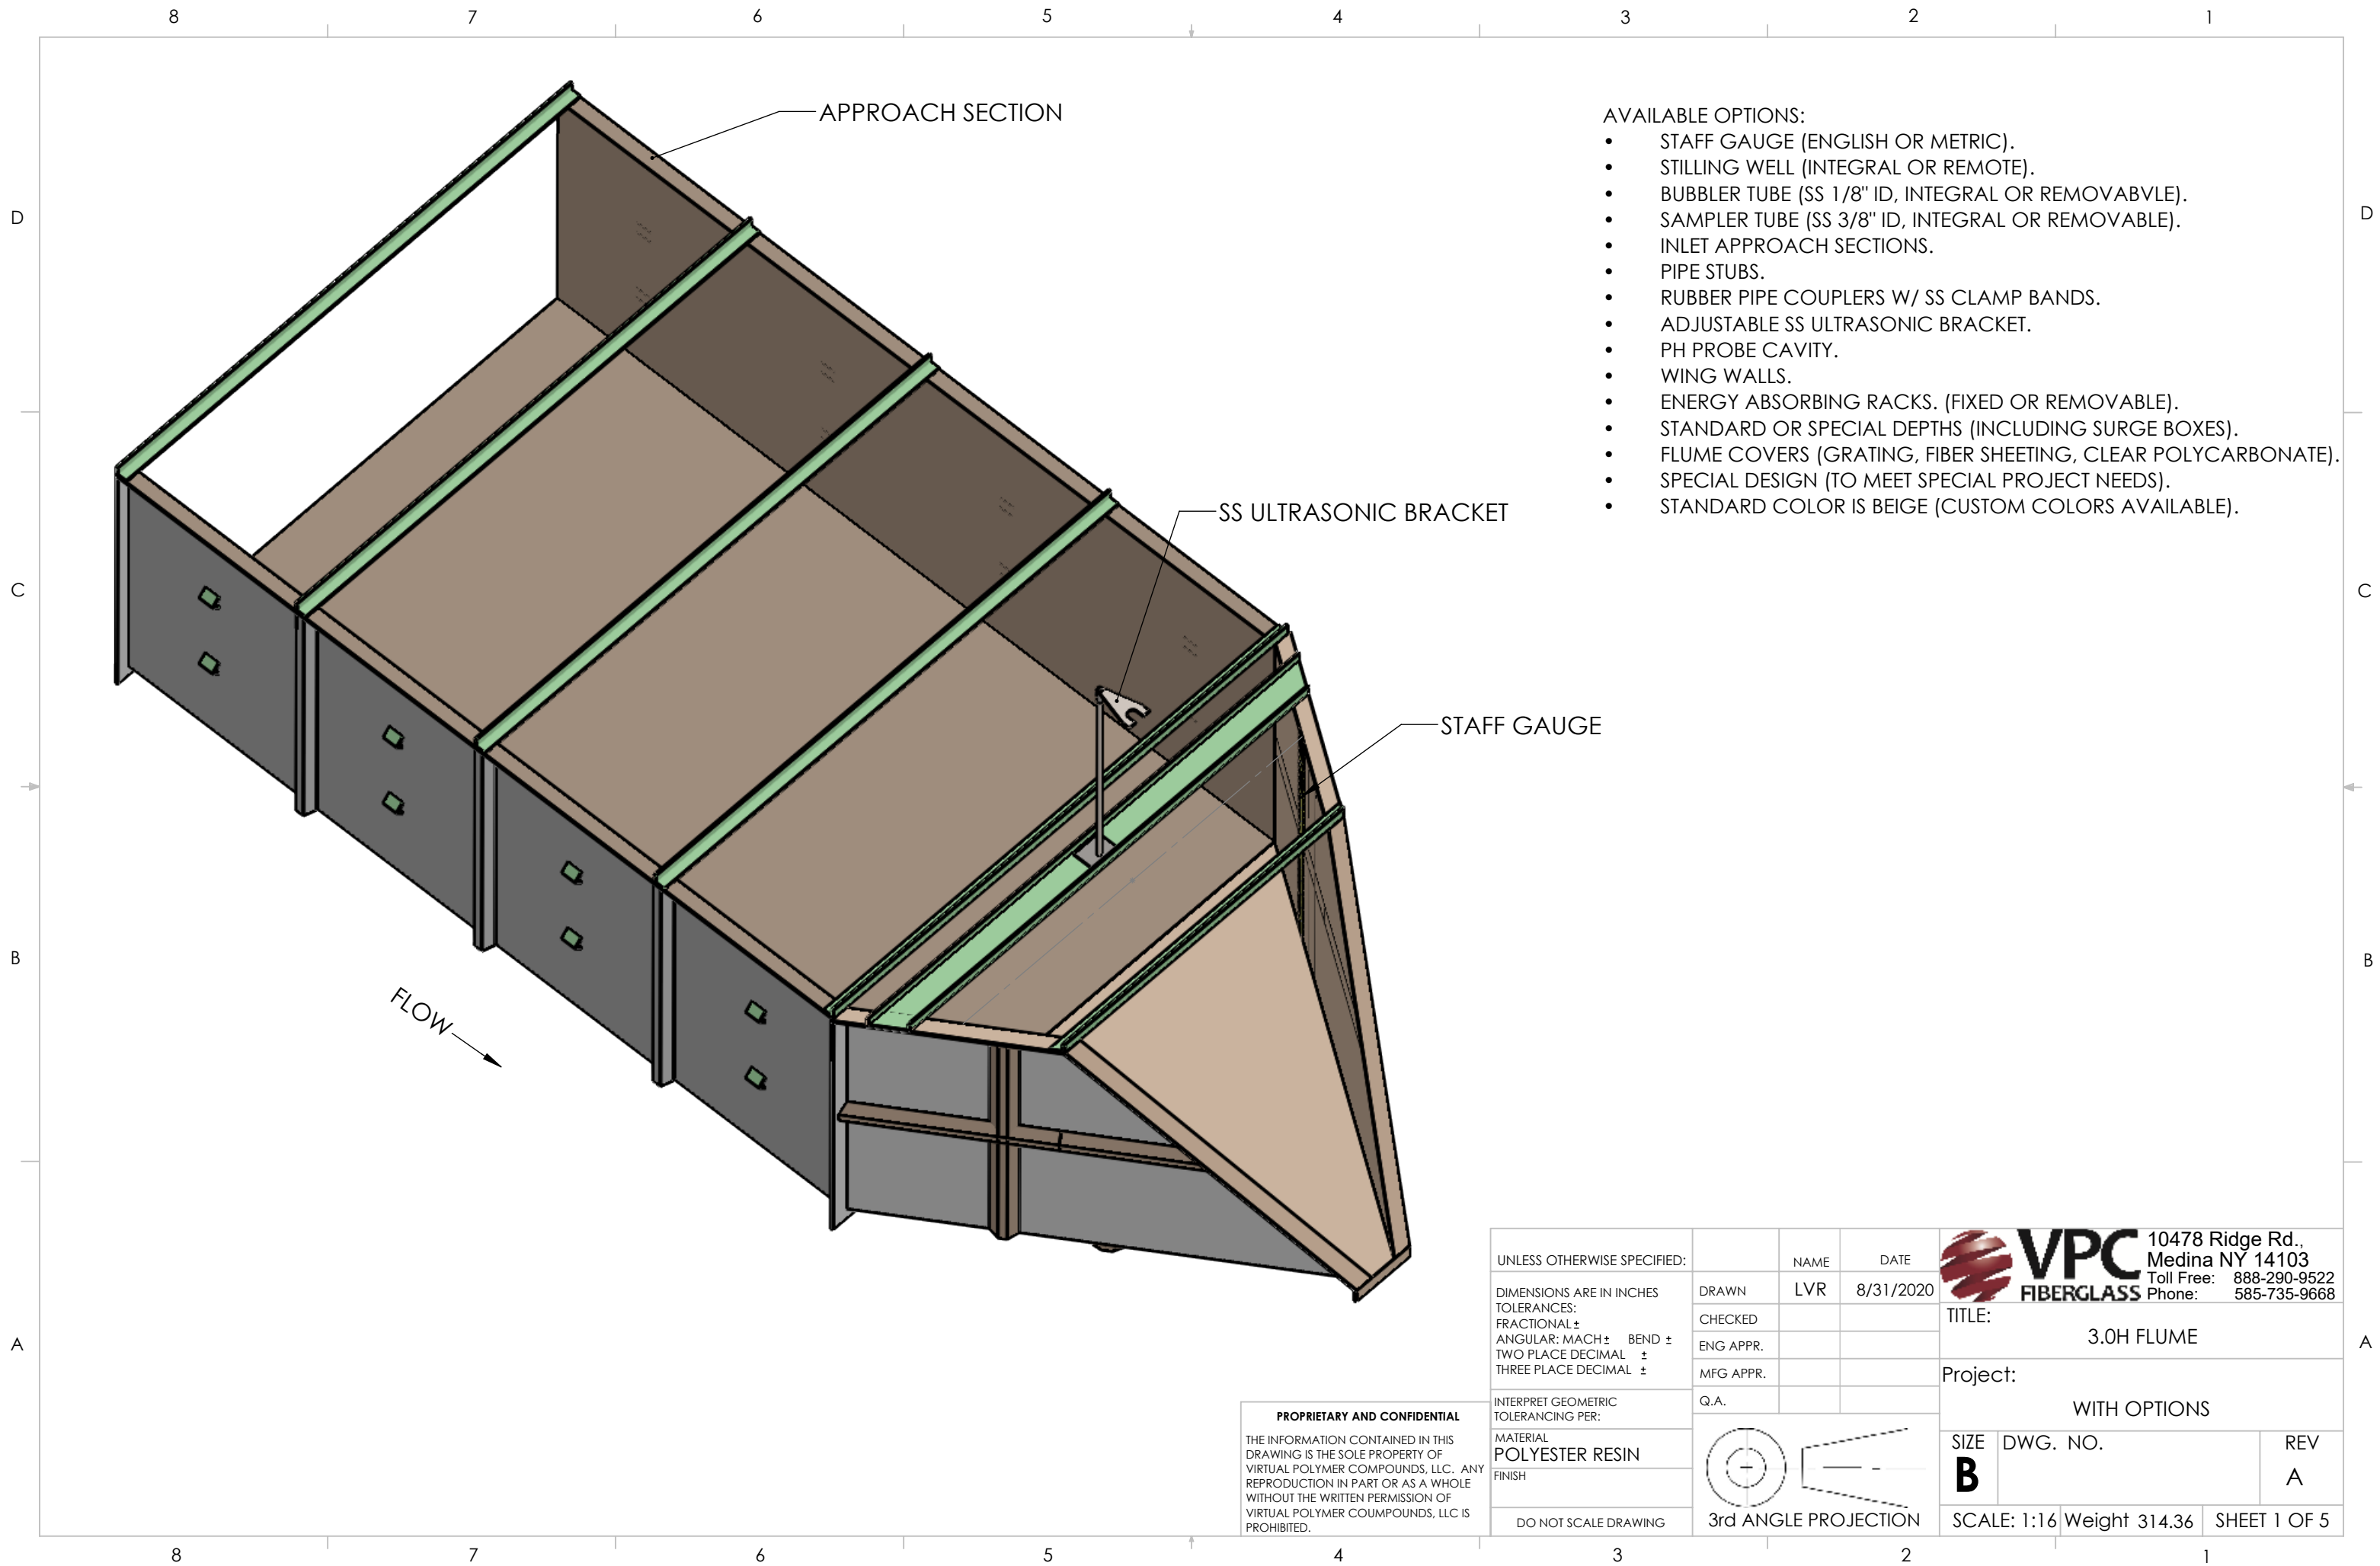 8 7 6 5 4 3 2 1
D
D
C
C
B
B
A
A
APPROACH SECTION
SS ULTRASONIC BRACKET
STAFF GAUGE
FLOW
AVAILABLE OPTIONS:
• STAFF GAUGE (ENGLISH OR METRIC).
• STILLING WELL (INTEGRAL OR REMOTE).
• BUBBLER TUBE (SS 1/8" ID, INTEGRAL OR REMOVABVLE).
• SAMPLER TUBE (SS 3/8" ID, INTEGRAL OR REMOVABLE).
• INLET APPROACH SECTIONS.
• PIPE STUBS.
• RUBBER PIPE COUPLERS W/ SS CLAMP BANDS.
• ADJUSTABLE SS ULTRASONIC BRACKET.
• PH PROBE CAVITY.
• WING WALLS.
• ENERGY ABSORBING RACKS. (FIXED OR REMOVABLE).
• STANDARD OR SPECIAL DEPTHS (INCLUDING SURGE BOXES).
• FLUME COVERS (GRATING, FIBER SHEETING, CLEAR POLYCARBONATE).
• SPECIAL DESIGN (TO MEET SPECIAL PROJECT NEEDS).
• STANDARD COLOR IS BEIGE (CUSTOM COLORS AVAILABLE).
PROPRIETARY AND CONFIDENTIAL
THE INFORMATION CONTAINED IN THIS
DRAWING IS THE SOLE PROPERTY OF
VIRTUAL POLYMER COMPOUNDS, LLC. ANY
REPRODUCTION IN PART OR AS A WHOLE
WITHOUT THE WRITTEN PERMISSION OF
VIRTUAL POLYMER COUMPOUNDS, LLC IS
PROHIBITED.
UNLESS OTHERWISE SPECIFIED:
DIMENSIONS ARE IN INCHES
TOLERANCES:
FRACTIONAL ±
ANGULAR: MACH ± BEND ±
TWO PLACE DECIMAL ±
THREE PLACE DECIMAL ±
INTERPRET GEOMETRIC
TOLERANCING PER:
MATERIAL
POLYESTER RESIN
FINISH
DO NOT SCALE DRAWING
NAME DATE
DRAWN LVR 8/31/2020
CHECKED
ENG APPR.
MFG APPR.
Q.A.
3rd ANGLE PROJECTION
VPC
FIBERGLASS
10478 Ridge Rd.,
Medina NY 14103
Toll Free: 888-290-9522
Phone: 585-735-9668
TITLE:
3.0H FLUME
Project:
WITH OPTIONS
SIZE DWG. NO. REV
B A
SCALE: 1:16 Weight 314.36 SHEET 1 OF 5
8 7 6 5 4 3 2 1